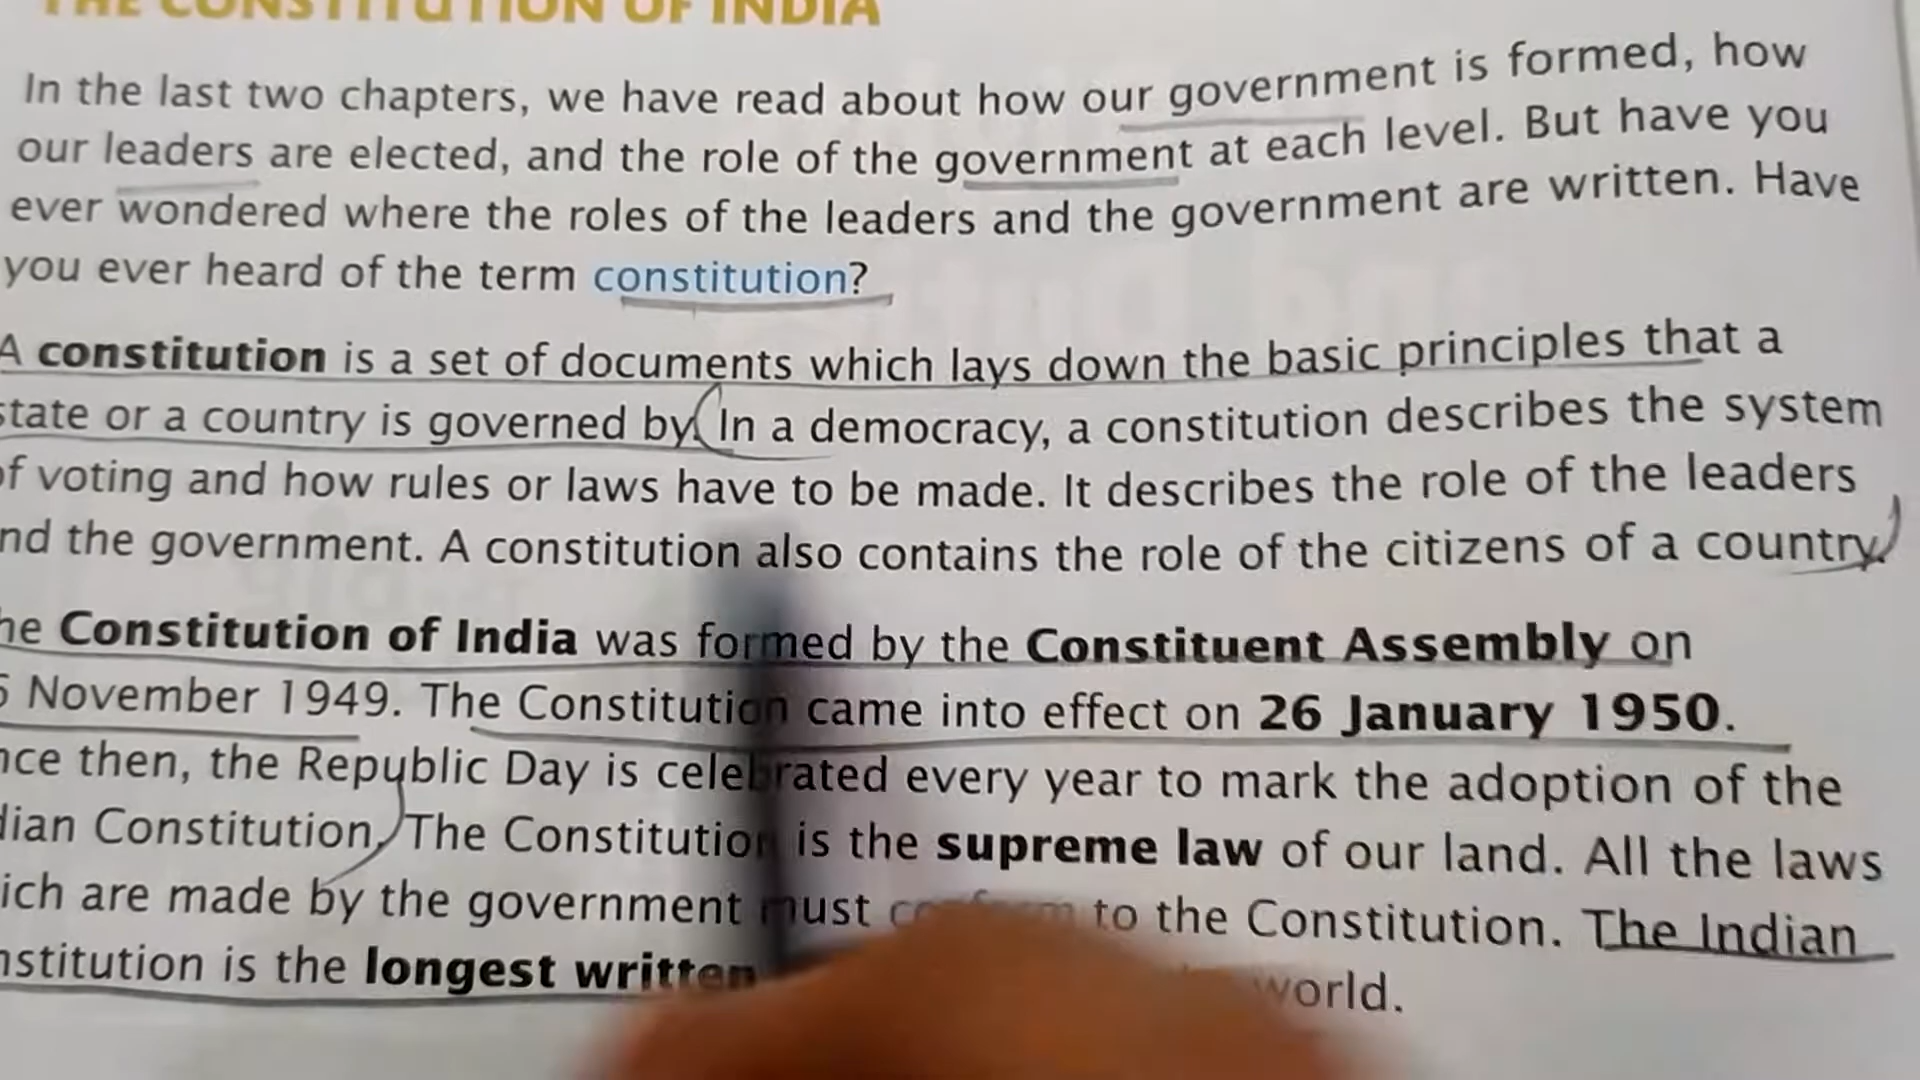 THE CONSTITUTION OF INDIA
In the last two chapters, we have read about how our government is formed, how
our leaders are elected, and the role of the government at each level. But have you
ever wondered where the roles of the leaders and the government are written. Have
you ever heard of the term constitution?
A constitution is a set of documents which lays down the basic principles that a
state or a country is governed by. In a democracy, a constitution describes the system
of voting and how rules or laws have to be made. It describes the role of the leaders
nd the government. A constitution also contains the role of the citizens of a country.
he Constitution of India was formed by the Constituent Assembly on
6 November 1949. The Constitution came into effect on 26 January 1950.
nce then, the Republic Day is celebrated every year to mark the adoption of the
dian Constitution. The Constitution is the supreme law of our land. All the laws
ich are made by the government must conform to the Constitution. The Indian
nstitution is the longest written world.